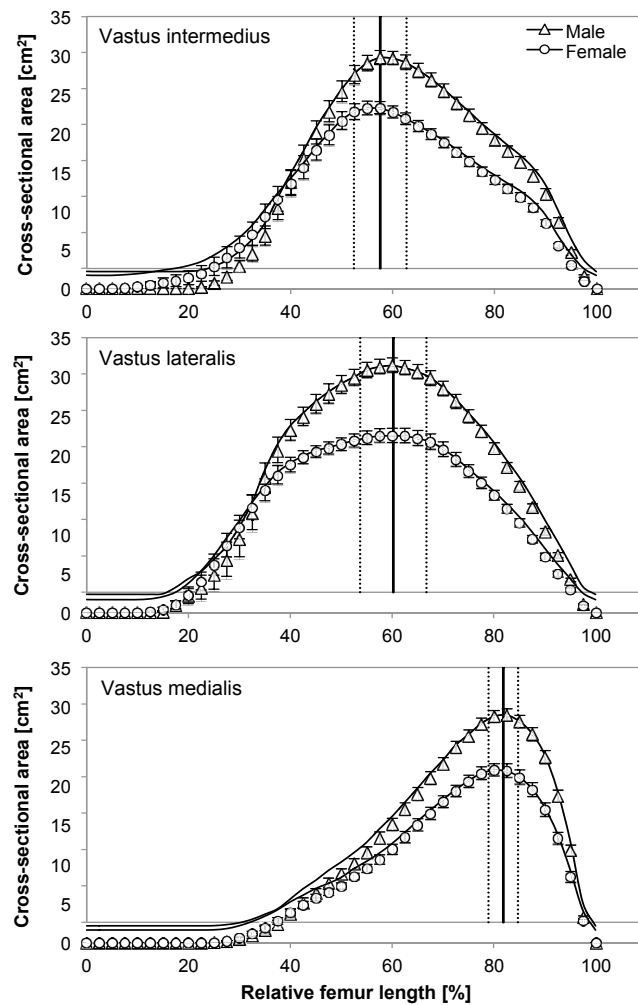 Vastus intermedius
Male
Female
Cross-sectional area [cm²]
35
30
25
20
15
10
5
0
0 20 40 60 80 100
Vastus lateralis
Cross-sectional area [cm²]
35
30
25
20
15
10
5
0
0 20 40 60 80 100
Vastus medialis
Cross-sectional area [cm²]
35
30
25
20
15
10
5
0
0 20 40 60 80 100
Relative femur length [%]